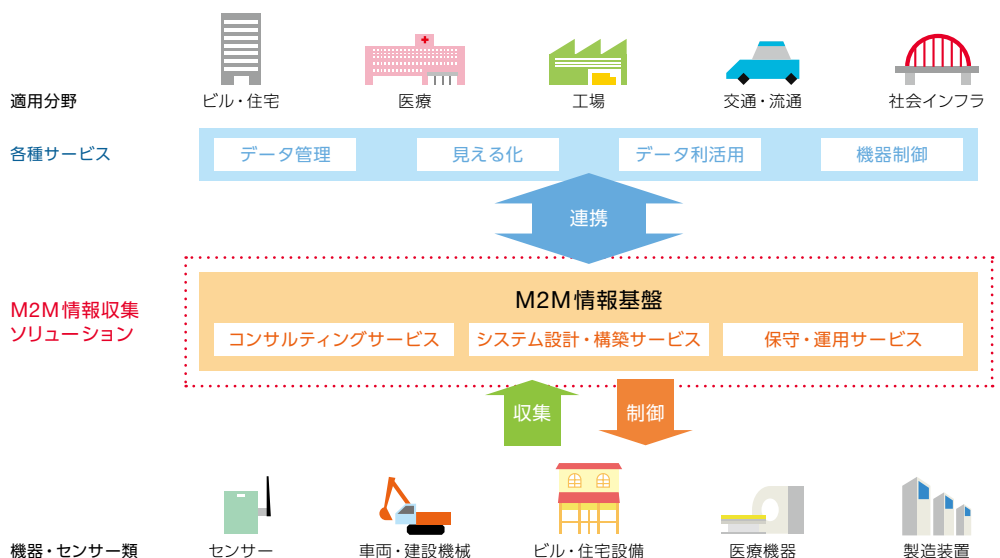 適用分野
ビル・住宅
医療
工場
交通・流通
社会インフラ
各種サービス
データ管理
見える化
データ利活用
機器制御
連携
M2M情報収集
ソリューション
M2M情報基盤
コンサルティングサービス
システム設計・構築サービス
保守・運用サービス
収集
制御
機器・センサー類
センサー
車両・建設機械
ビル・住宅設備
医療機器
製造装置